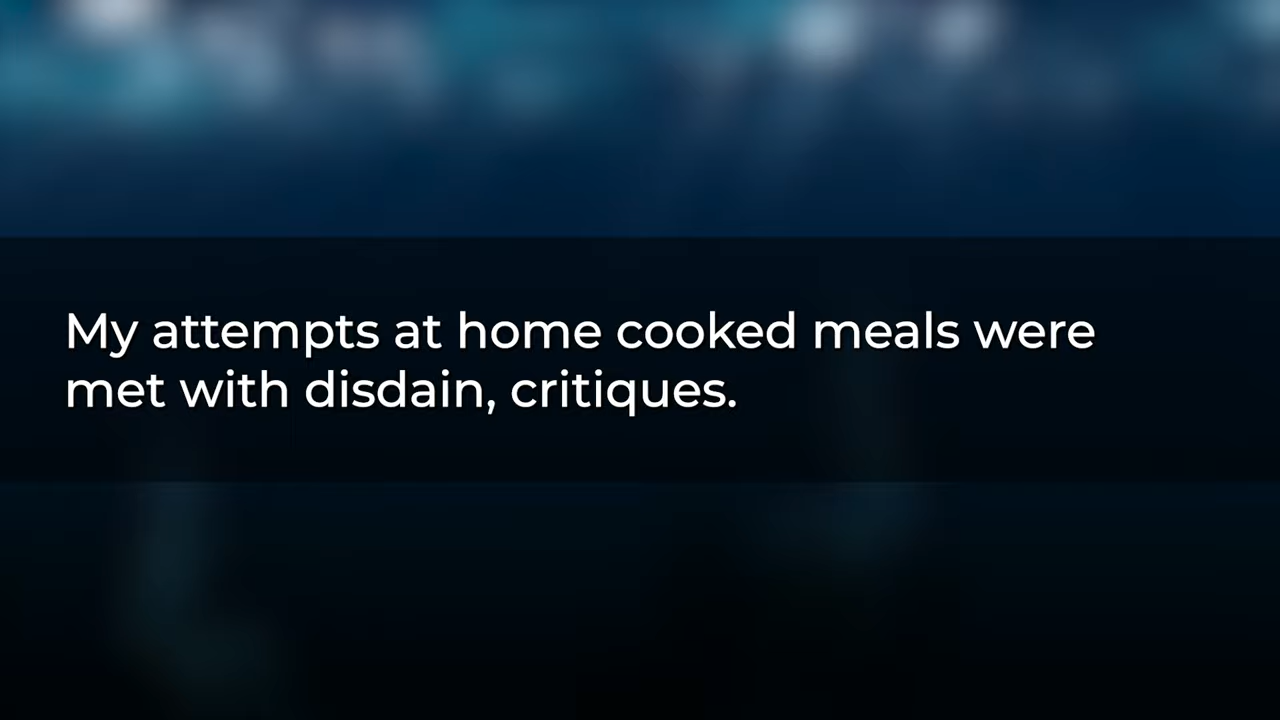 My attempts at home cooked meals were
met with disdain, critiques.